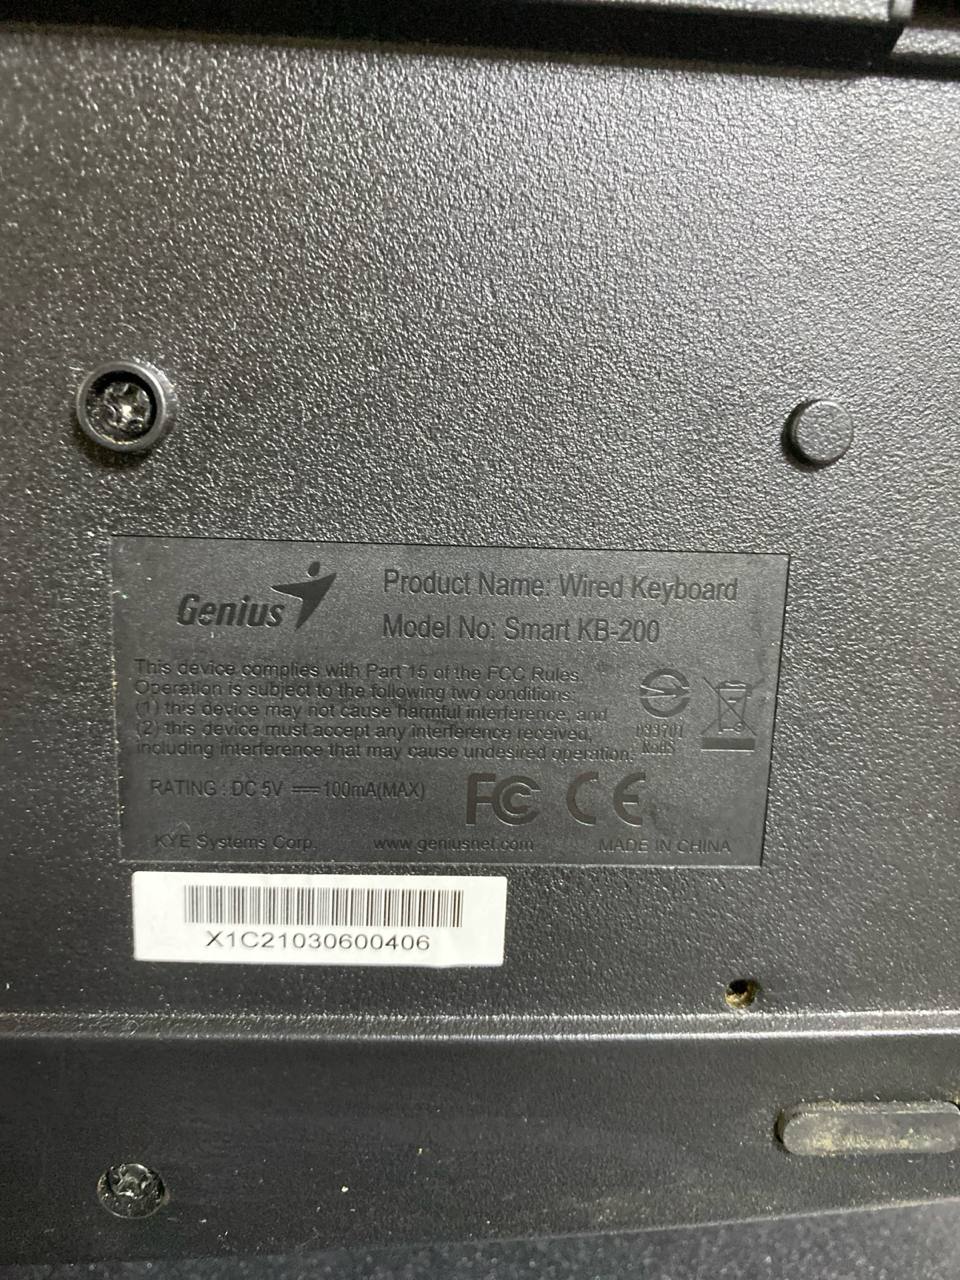 Genius
Product Name: Wired Keyboard
Model No: Smart KB-200
This device complies with Part 15 of the FCC Rules.
Operation is subject to the following two conditions:
(1) this device may not cause harmful interference, and
(2) this device must accept any interference received,
including interference that may cause undesired operation.
RoHS
RATING : DC 5V ⎓ 100mA(MAX)
FC CE
KYE Systems Corp. www.geniusnet.com MADE IN CHINA
X1C21030600406